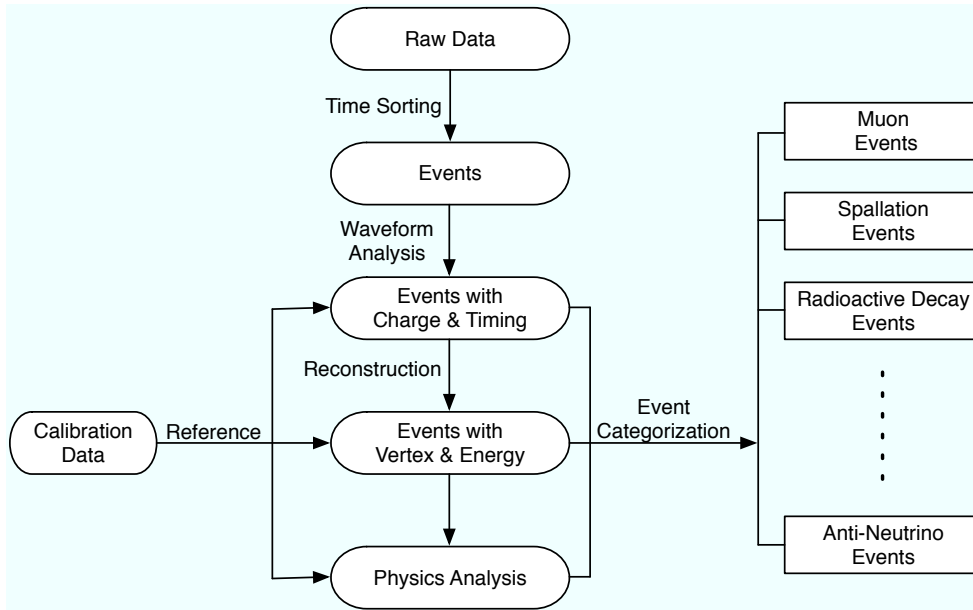 Raw Data
Time Sorting
Events
Waveform
Analysis
Events with
Charge & Timing
Reconstruction
Calibration
Data
Reference
Events with
Vertex & Energy
Physics Analysis
Event
Categorization
Muon
Events
Spallation
Events
Radioactive Decay
Events
Anti-Neutrino
Events